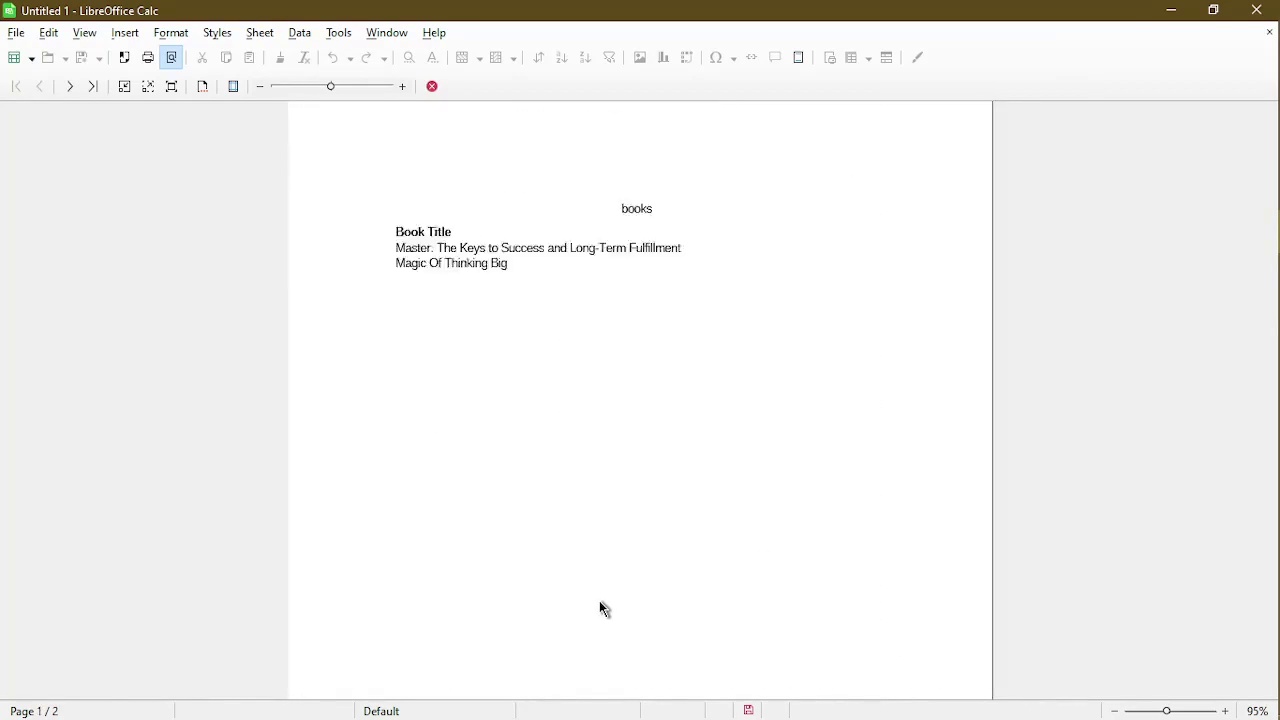 Untitled 1 - LibreOffice Calc
File Edit View Insert Format Styles Sheet Data Tools Window Help
books
Book Title
Master. The Keys to Success and Long-Term Fulfillment
Magic Of Thinking Big
Page 1 / 2 Default 95%